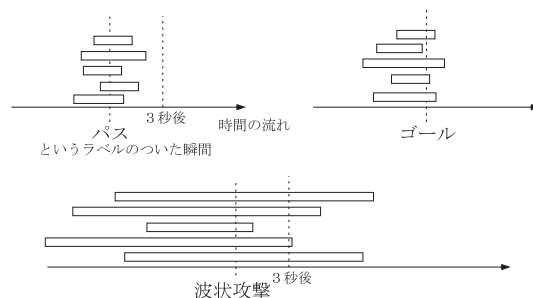 3秒後
時間の流れ
パス
というラベルのついた瞬間
ゴール
3秒後
波状攻撃